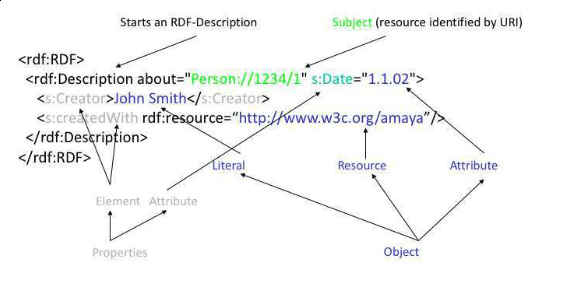 Starts an RDF-Description
Subject (resource identified by URI)
<rdf:RDF>
<rdf:Description about="Person://1234/1" s:Date="1.1.02">
<s:Creator>John Smith</s:Creator>
<s:createdWith rdf:resource=“http://www.w3c.org/amaya”/>
</rdf:Description>
</rdf:RDF>
Literal
Resource
Attribute
Element
Attribute
Properties
Object